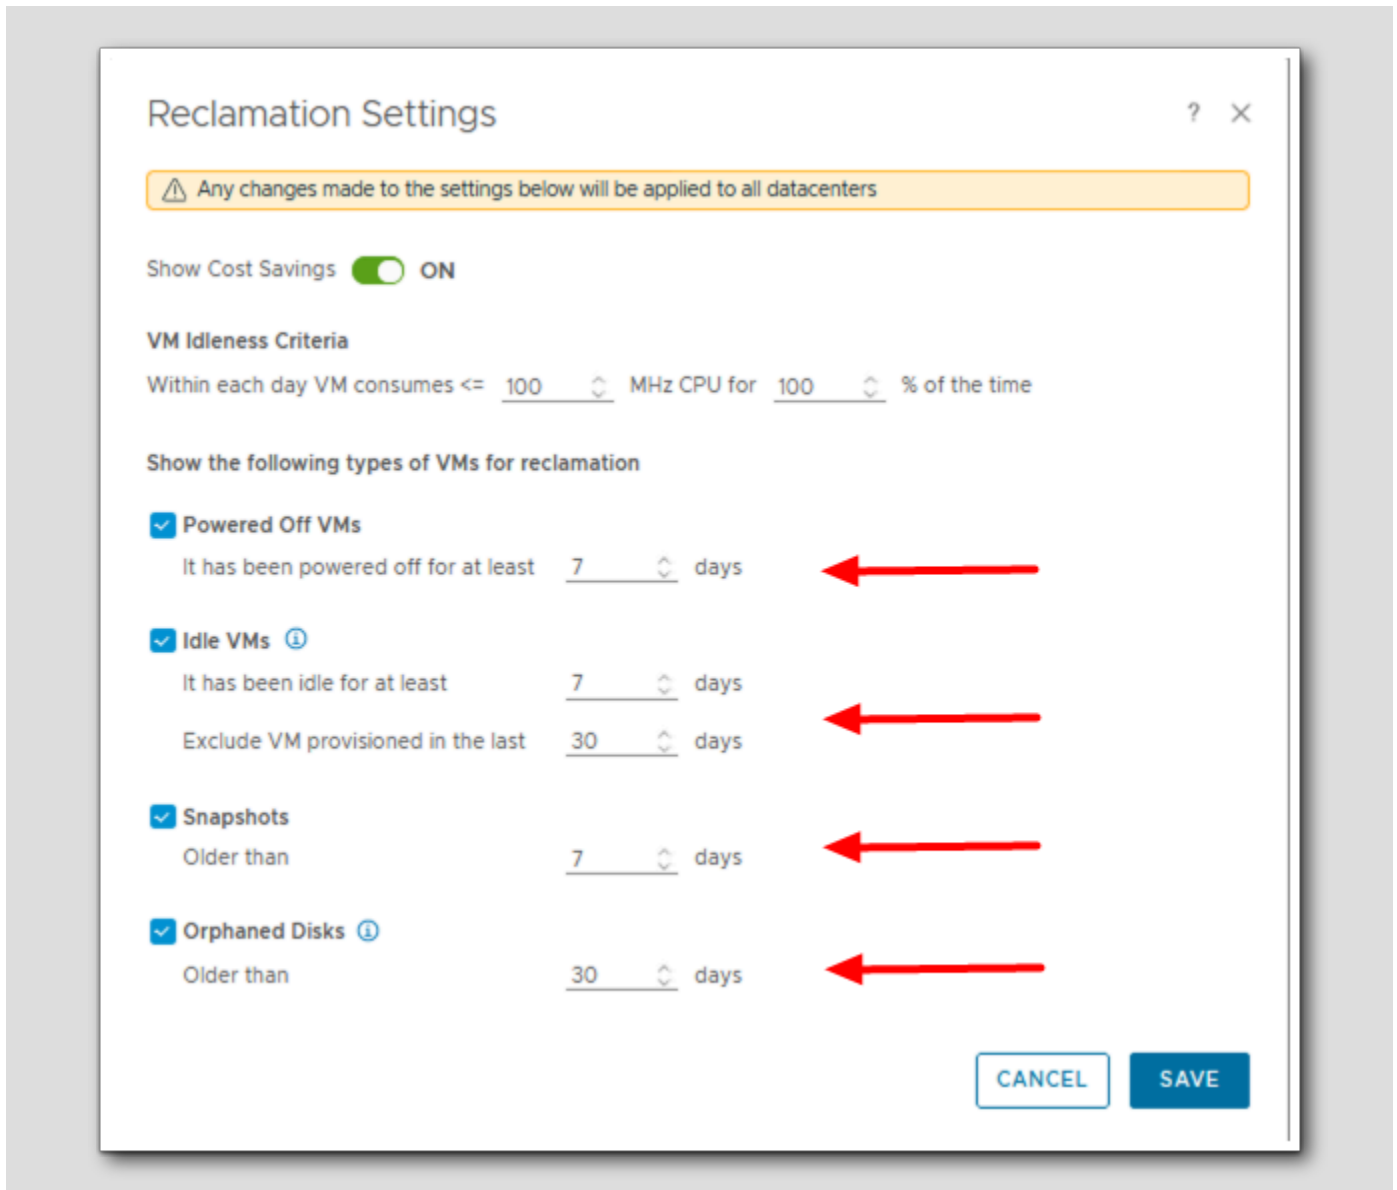 Reclamation Settings ?
Any changes made to the settings below will be applied to all datacenters
Show Cost Savings ON
VM Idleness Criteria
Within each day VM consumes <= 100 MHz CPU for 100 % of the time
Show the following types of VMs for reclamation
Powered Off VMs
It has been powered off for at least 7 days
Idle VMs
It has been idle for at least 7 days
Exclude VM provisioned in the last 30 days
Snapshots
Older than 7 days
Orphaned Disks
Older than 30 days
CANCEL SAVE